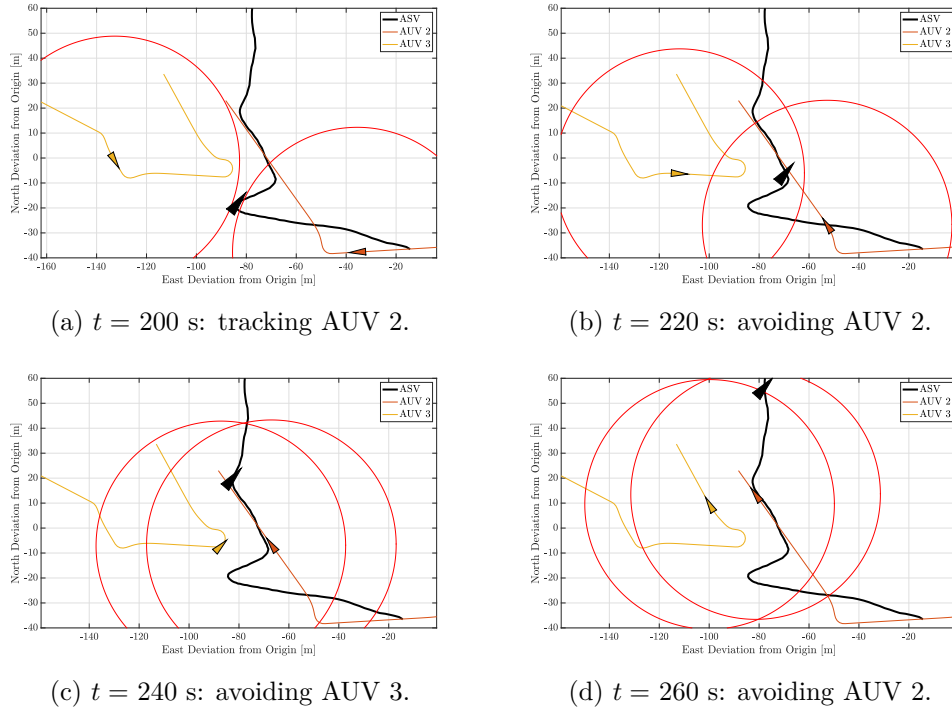 60
50
40
30
20
10
0
-10
-20
-30
-40
North Deviation from Origin [m]
-160 -140 -120 -100 -80 -60 -40 -20
East Deviation from Origin [m]
ASV
AUV 2
AUV 3
(a) t = 200 s: tracking AUV 2.
60
50
40
30
20
10
0
-10
-20
-30
-40
North Deviation from Origin [m]
-140 -120 -100 -80 -60 -40 -20
East Deviation from Origin [m]
ASV
AUV 2
AUV 3
(b) t = 220 s: avoiding AUV 2.
60
50
40
30
20
10
0
-10
-20
-30
-40
North Deviation from Origin [m]
-140 -120 -100 -80 -60 -40 -20
East Deviation from Origin [m]
ASV
AUV 2
AUV 3
(c) t = 240 s: avoiding AUV 3.
60
50
40
30
20
10
0
-10
-20
-30
-40
North Deviation from Origin [m]
-140 -120 -100 -80 -60 -40 -20
East Deviation from Origin [m]
ASV
AUV 2
AUV 3
(d) t = 260 s: avoiding AUV 2.